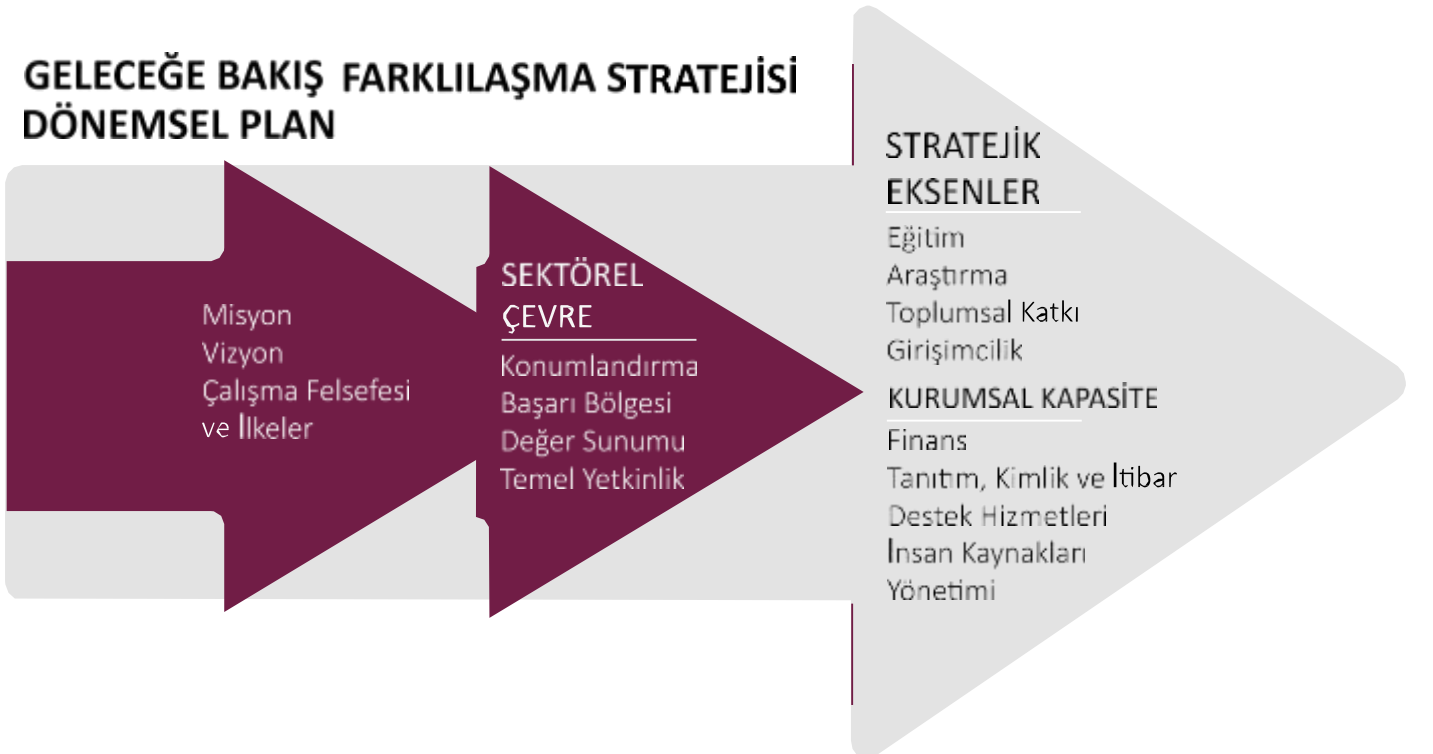 GELECEĞE BAKIŞ FARKLILAŞMA STRATEJİSİ
DÖNEMSEL PLAN
Misyon
Vizyon
Çalışma Felsefesi
ve İlkeler
SEKTÖREL
ÇEVRE
Konumlandırma
Başarı Bölgesi
Değer Sunumu
Temel Yetkinlik
STRATEJİK
EKSENLER
Eğitim
Araştırma
Toplumsal Katkı
Girişimcilik
KURUMSAL KAPASİTE
Finans
Tanıtım, Kimlik ve İtibar
Destek Hizmetleri
İnsan Kaynakları
Yönetimi